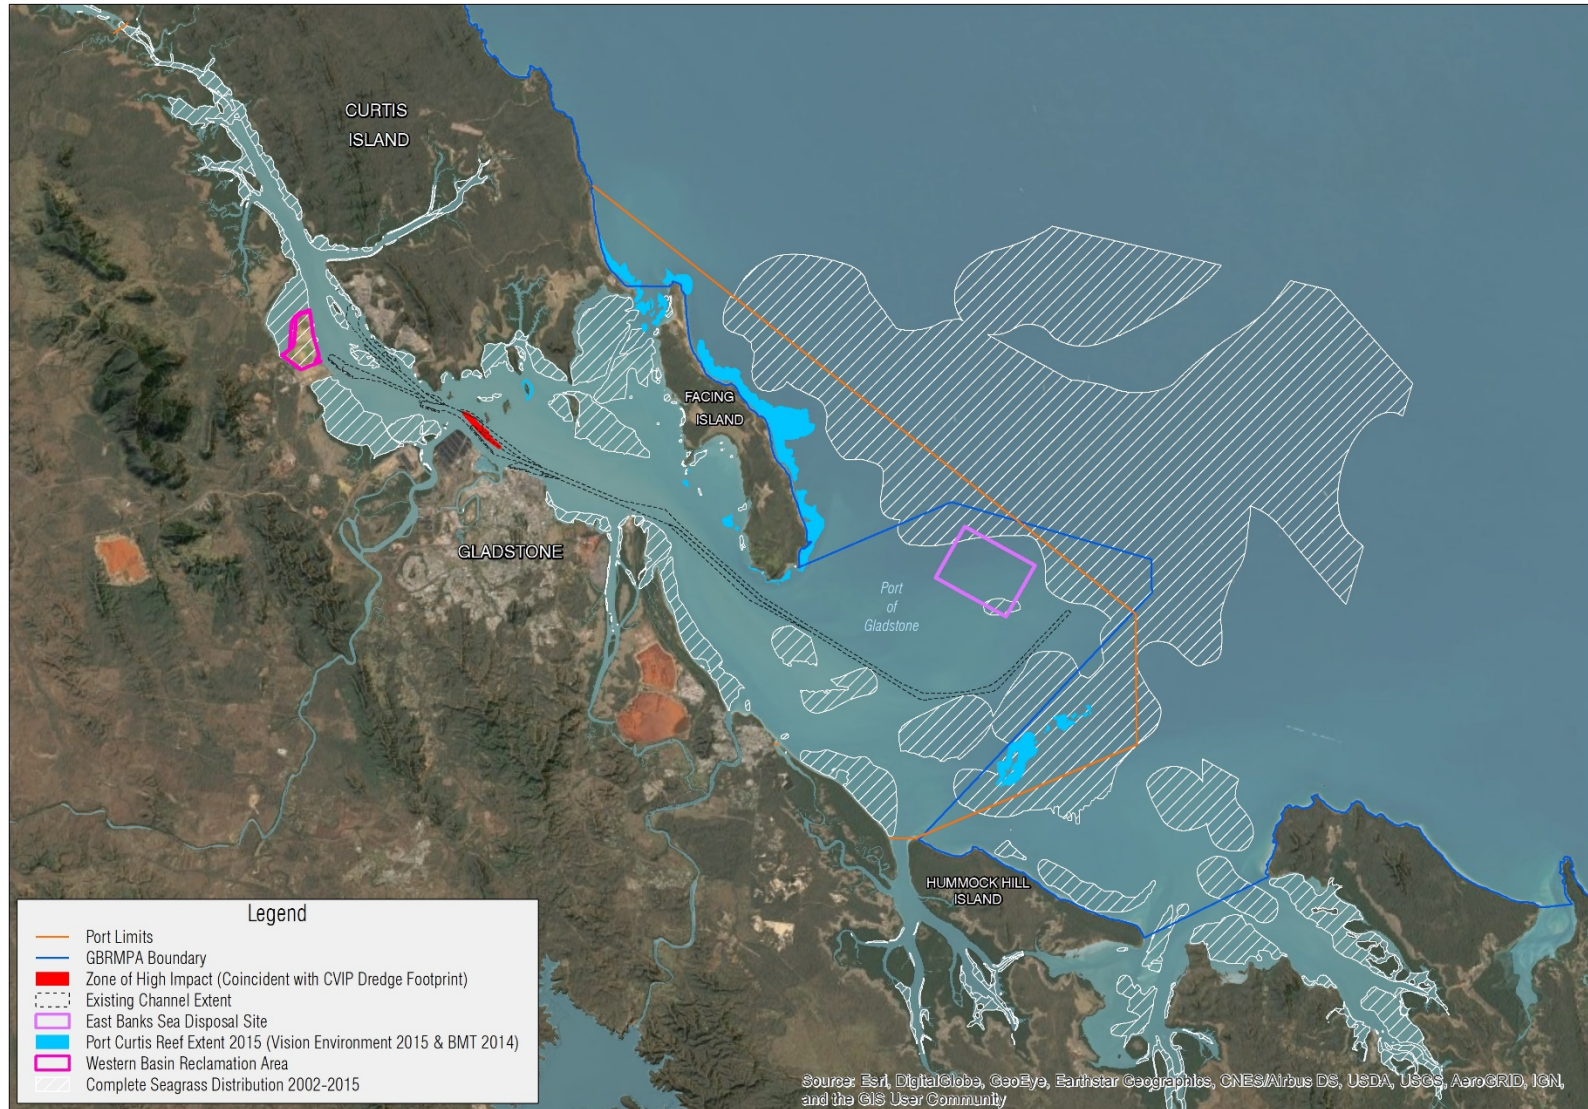 CURTIS
ISLAND
FACING
ISLAND
GLADSTONE
Port
of
Gladstone
HUMMOCK HILL
ISLAND
Legend
Port Limits
GBRMPA Boundary
Zone of High Impact (Coincident with CVIP Dredge Footprint)
Existing Channel Extent
East Banks Sea Disposal Site
Port Curtis Reef Extent 2015 (Vision Environment 2015 & BMT 2014)
Western Basin Reclamation Area
Complete Seagrass Distribution 2002-2015
Source: Esri, DigitalGlobe, GeoEye, Earthstar Geographics, CNES/Airbus DS, USDA, USGS, AeroGRID, IGN,
and the GIS User Community